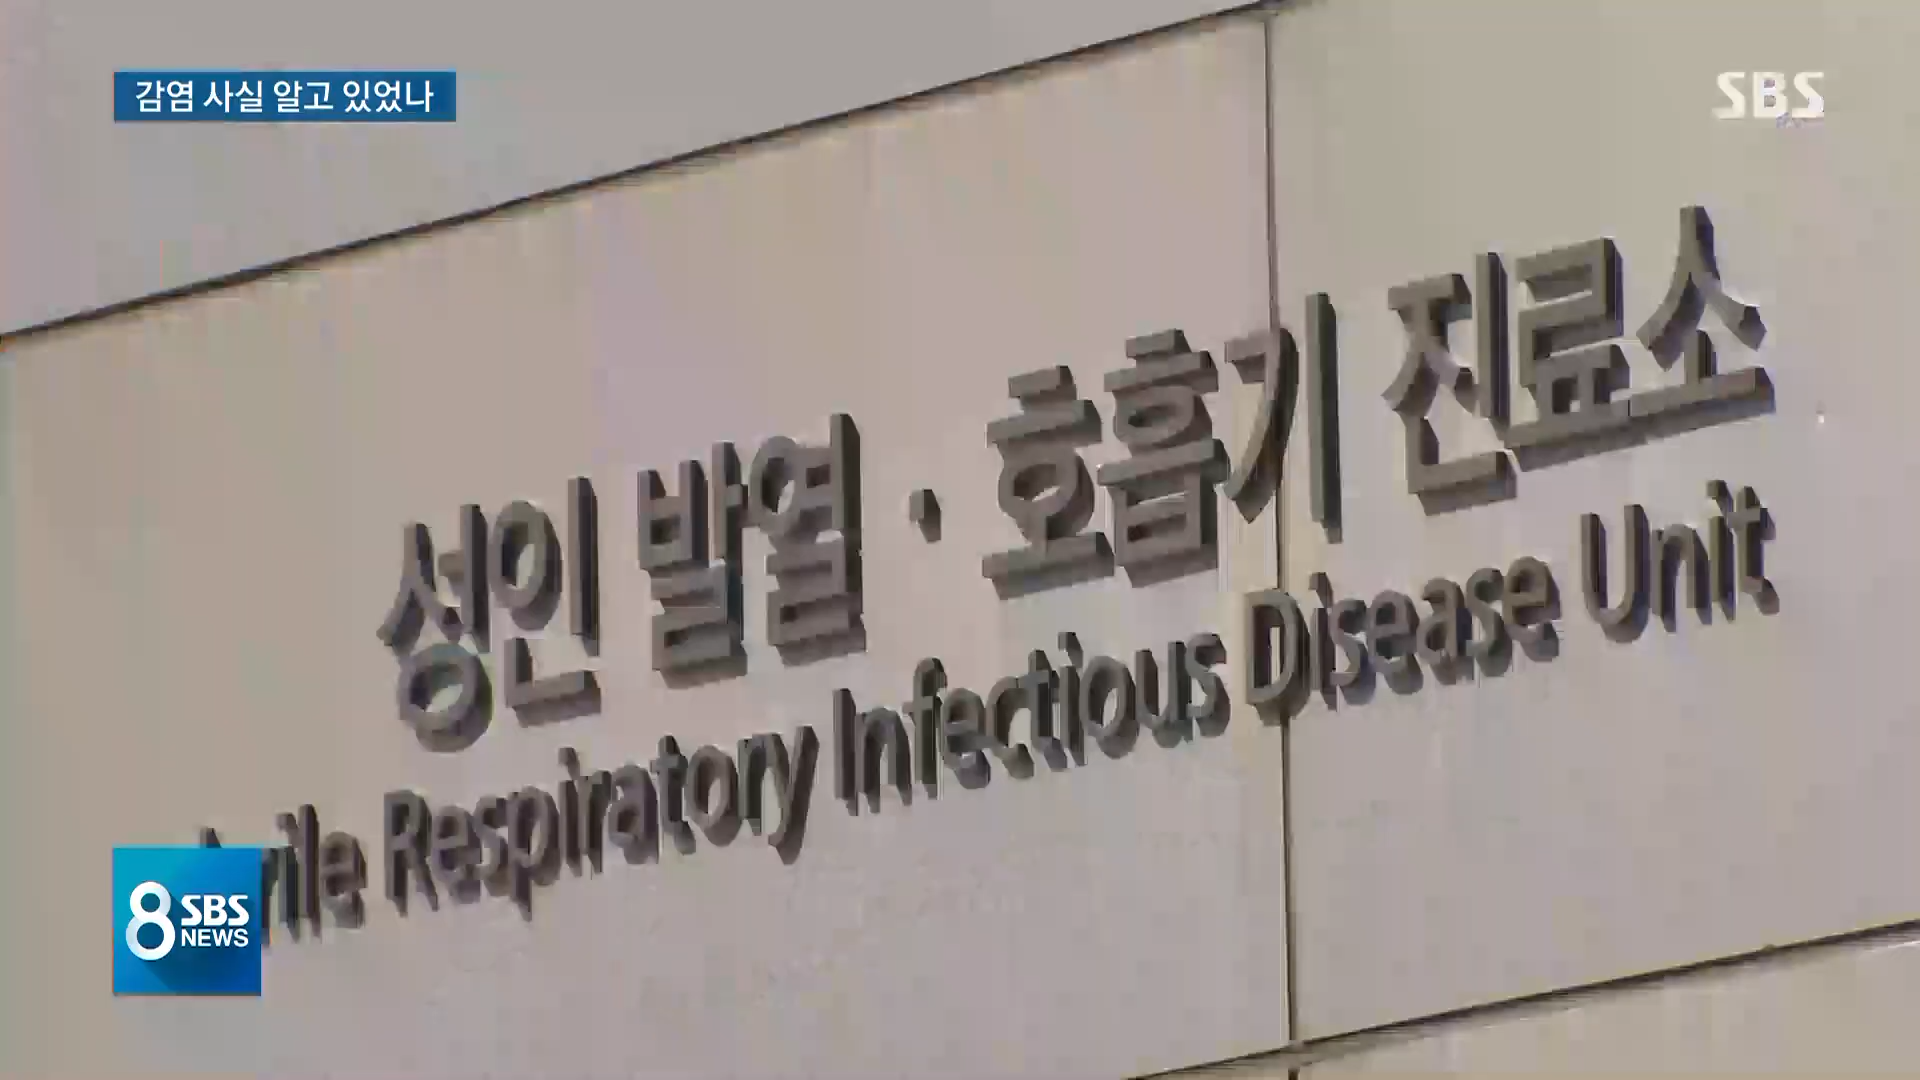 감염 사실 알고 있었나
SBS
성인 발열 · 호흡기 진료소
Respiratory Infectious Disease Unit
8 SBS NEWS